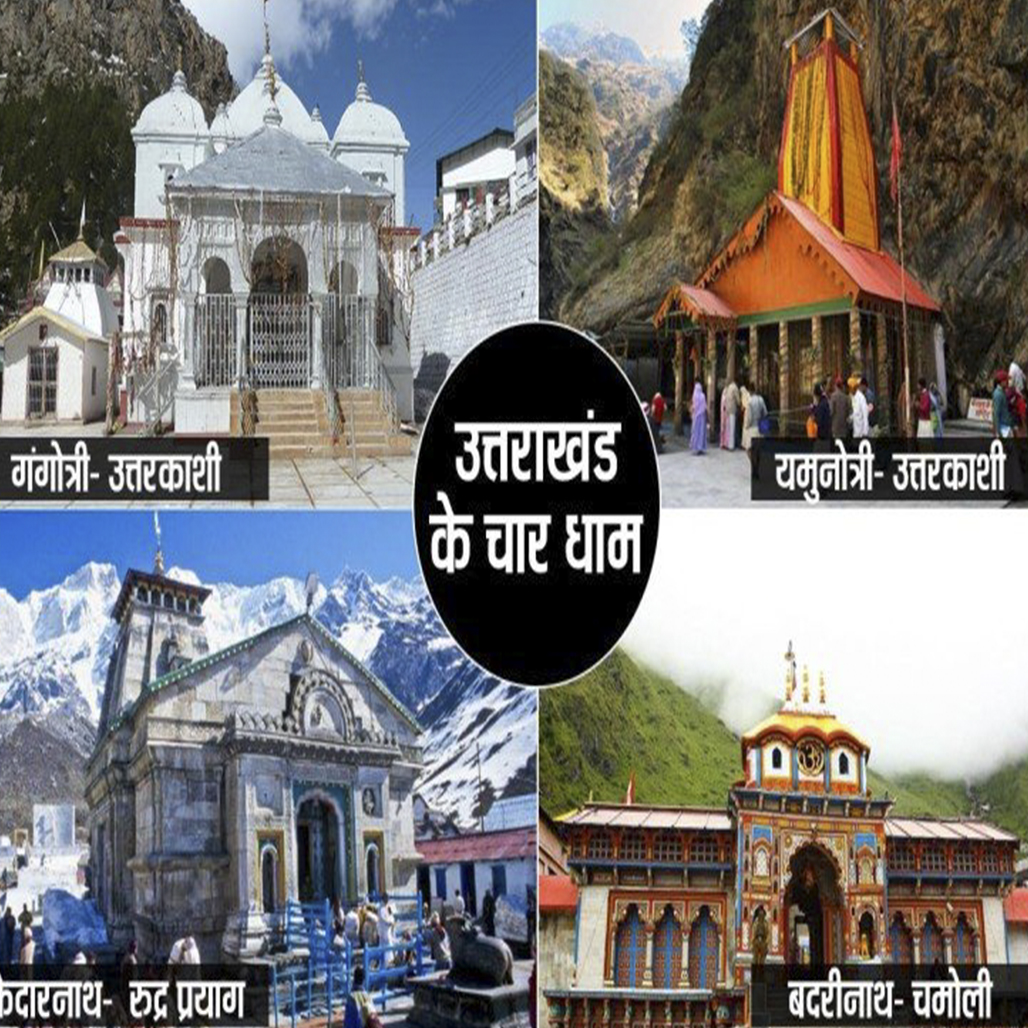 गंगोत्री- उत्तरकाशी
यमुनोत्री- उत्तरकाशी
उत्तराखंड
के चार धाम
केदारनाथ- रुद्र प्रयाग
बदरीनाथ- चमोली